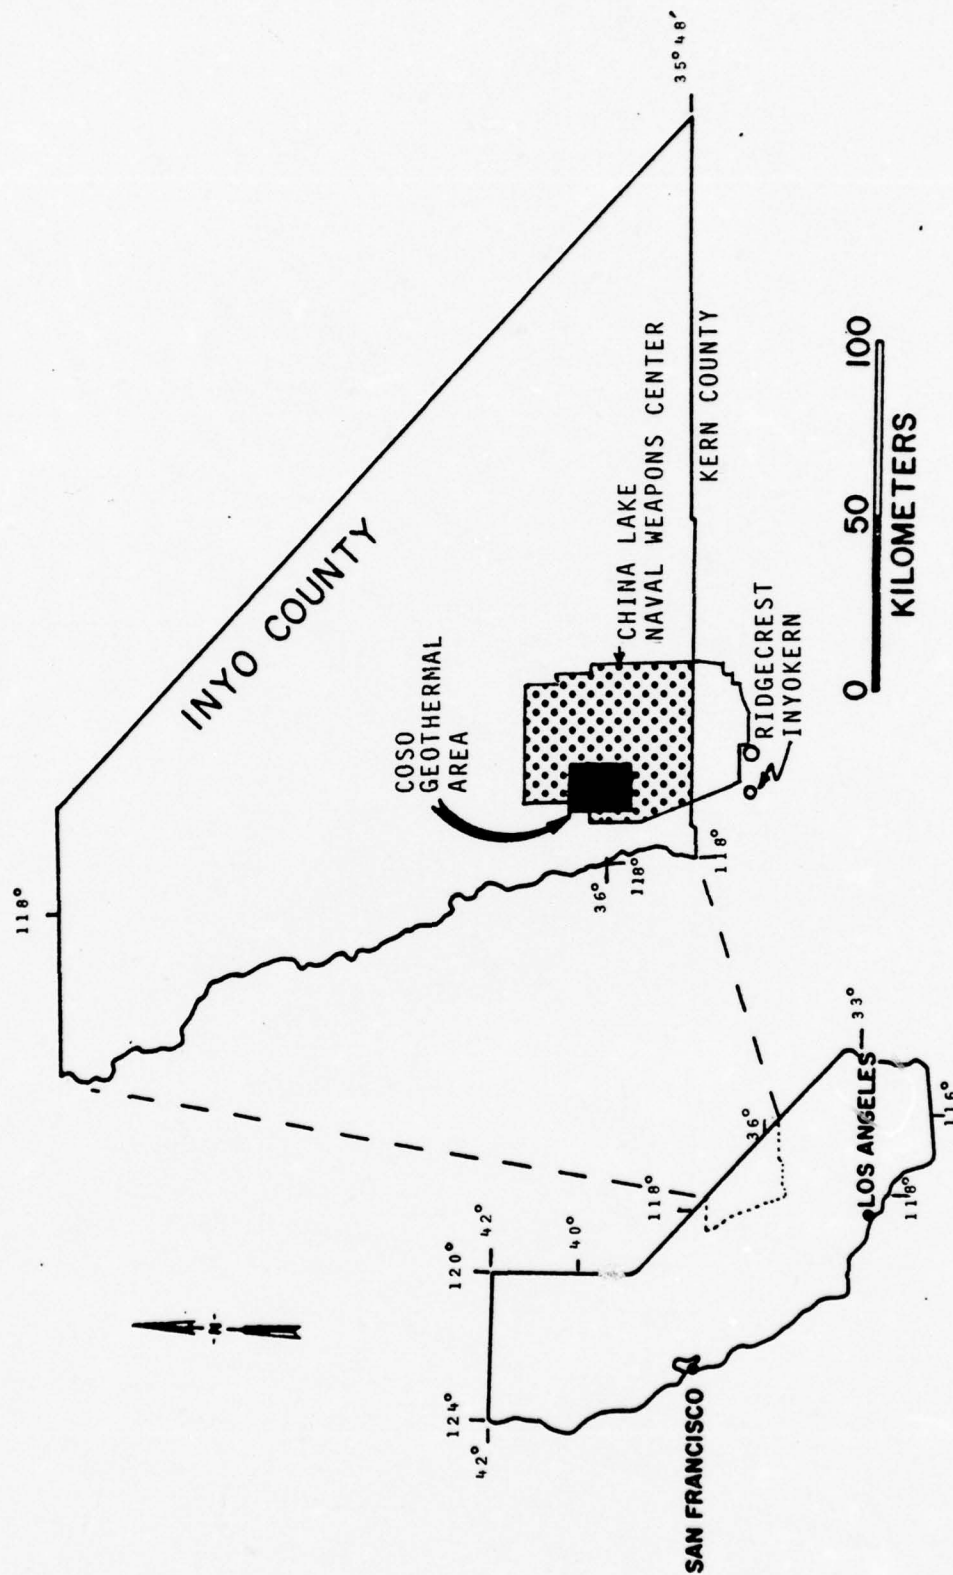 118°
INYO COUNTY
COSO
GEOTHERMAL
AREA
CHINA LAKE
NAVAL WEAPONS CENTER
36°
118°
118°
35° 48'
KERN COUNTY
RIDGECREST
INYOKERN
0 50 100
KILOMETERS
-N-
124°
42°
120°
42°
40
118°
36°
SAN FRANCISCO
LOS ANGELES
33°
118°
116°